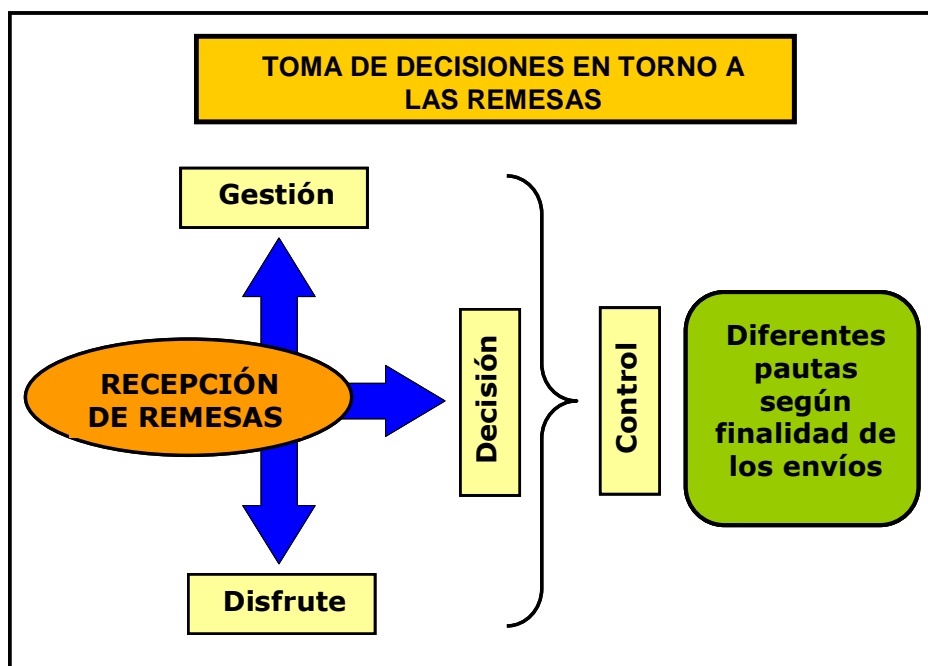 TOMA DE DECISIONES EN TORNO A
LAS REMESAS
Gestión
RECEPCIÓN
DE REMESAS
Decisión
Disfrute
Control
Diferentes
pautas
según
finalidad de
los envíos